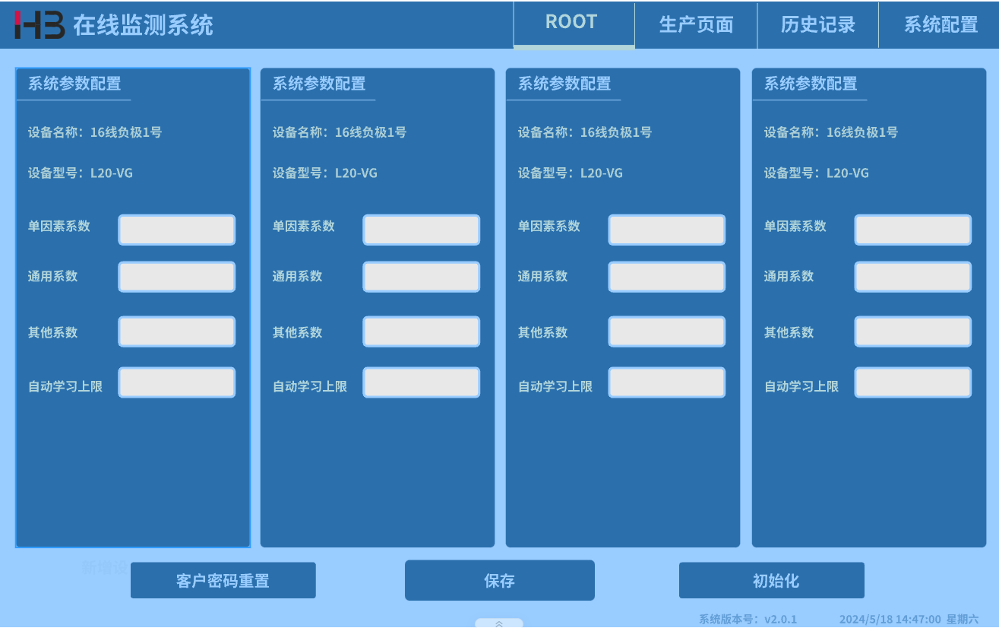 HB 在线监测系统 ROOT 生产页面 历史记录 系统配置
系统参数配置 系统参数配置 系统参数配置 系统参数配置
设备名称：16线负极1号 设备名称：16线负极1号 设备名称：16线负极1号 设备名称：16线负极1号
设备型号：L20-VG 设备型号：L20-VG 设备型号：L20-VG 设备型号：L20-VG
单因素系数 单因素系数 单因素系数 单因素系数
通用系数 通用系数 通用系数 通用系数
其他系数 其他系数 其他系数 其他系数
自动学习上限 自动学习上限 自动学习上限 自动学习上限
新增设
客户密码重置 保存 初始化
系统版本号：v2.0.1 2024/5/18 14:47:00 星期六